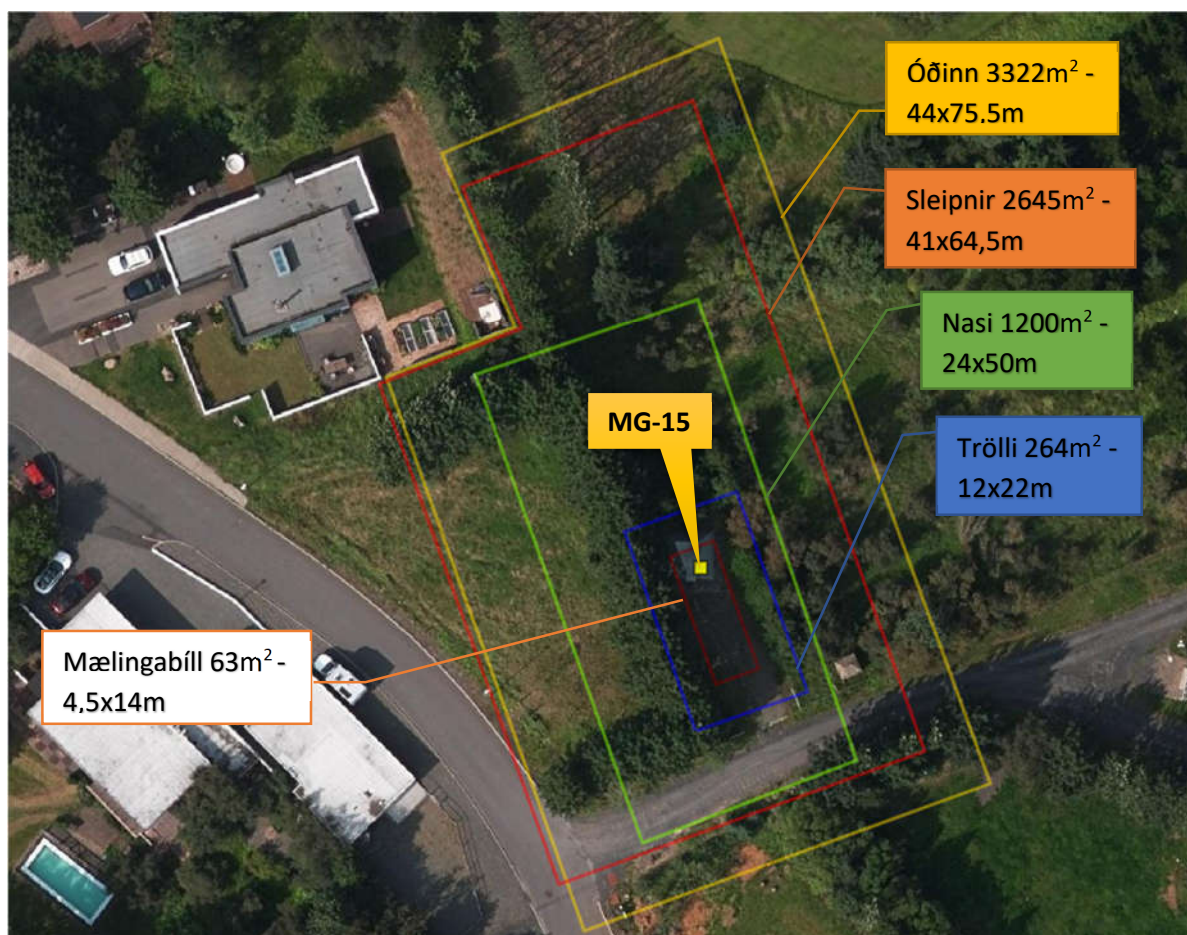 Óðinn 3322m² -
44x75,5m
Sleipnir 2645m² -
41x64,5m
Nasi 1200m² -
24x50m
MG-15
Trölli 264m² -
12x22m
Mælingabíll 63m² -
4,5x14m